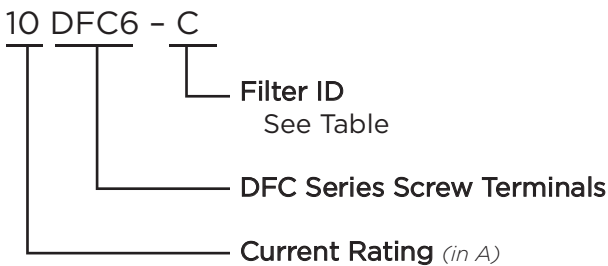 10 DFC6 – C
Filter ID
See Table
DFC Series Screw Terminals
Current Rating (in A)